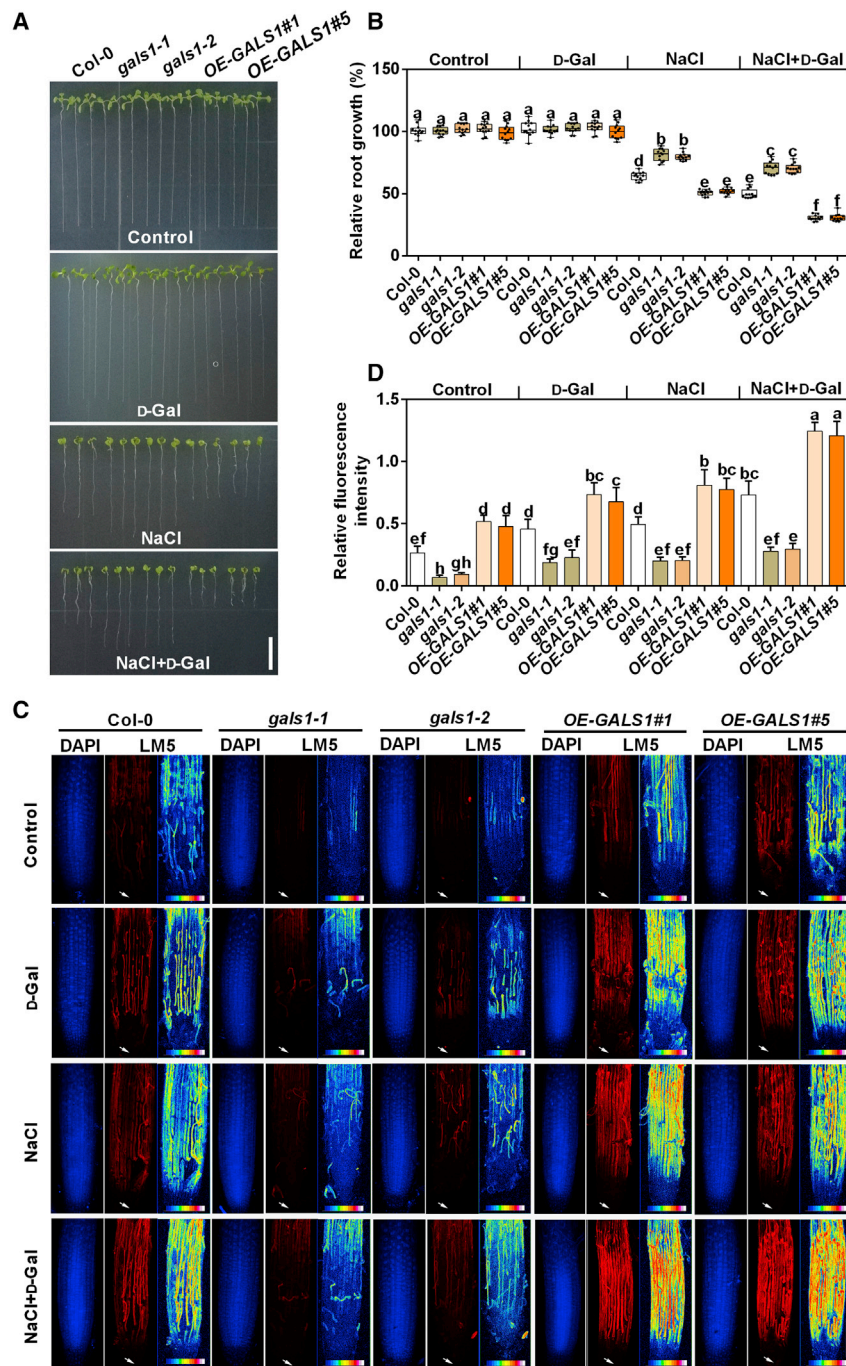 A
Col-0 gals1-1 gals1-2 OE-GALS1#1 OE-GALS1#5
Control
D-Gal
NaCl
NaCl+D-Gal
B
Control D-Gal NaCl NaCl+D-Gal
Relative root growth (%)
150
100
50
0
a a a a a a a a a a d b b e e e c c f f
Col-0 gals1-1 gals1-2 OE-GALS1#1 OE-GALS1#5 Col-0 gals1-1 gals1-2 OE-GALS1#1 OE-GALS1#5 Col-0 gals1-1 gals1-2 OE-GALS1#1 OE-GALS1#5 Col-0 gals1-1 gals1-2 OE-GALS1#1 OE-GALS1#5
D
Control D-Gal NaCl NaCl+D-Gal
Relative fluorescence
intensity
1.5
1.0
0.5
0.0
ef h gh d d d fg ef bc c d ef ef b b bc ef e a a
Col-0 gals1-1 gals1-2 OE-GALS1#1 OE-GALS1#5 Col-0 gals1-1 gals1-2 OE-GALS1#1 OE-GALS1#5 Col-0 gals1-1 gals1-2 OE-GALS1#1 OE-GALS1#5 Col-0 gals1-1 gals1-2 OE-GALS1#1 OE-GALS1#5
C
Col-0 gals1-1 gals1-2 OE-GALS1#1 OE-GALS1#5
DAPI LM5 DAPI LM5 DAPI LM5 DAPI LM5 DAPI LM5
Control
D-Gal
NaCl
NaCl+D-Gal